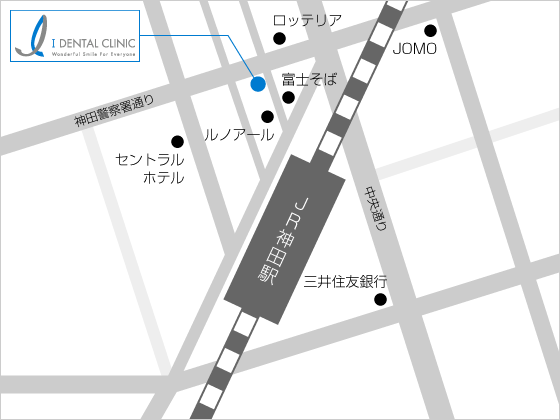 I DENTAL CLINIC
Wonderful Smile For Everyone
ロッテリア
JOMO
富士そば
神田警察署通り
ルノアール
セントラル
ホテル
中央通り
JR神田駅
三井住友銀行